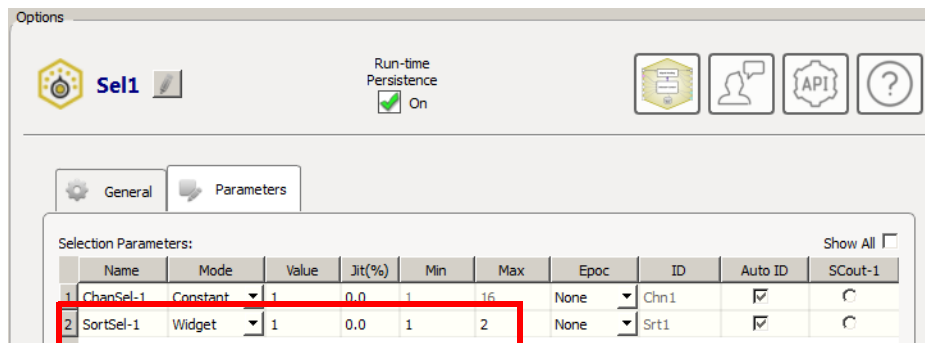 Options
Sel1
Run-time
Persistence
On
API
?
General
Parameters
Selection Parameters:
Show All
Name Mode Value Jit(%) Min Max Epoc ID Auto ID SCout-1
1 ChanSel-1 Constant 1 0.0 1 16 None Chn1
2 SortSel-1 Widget 1 0.0 1 2 None Srt1